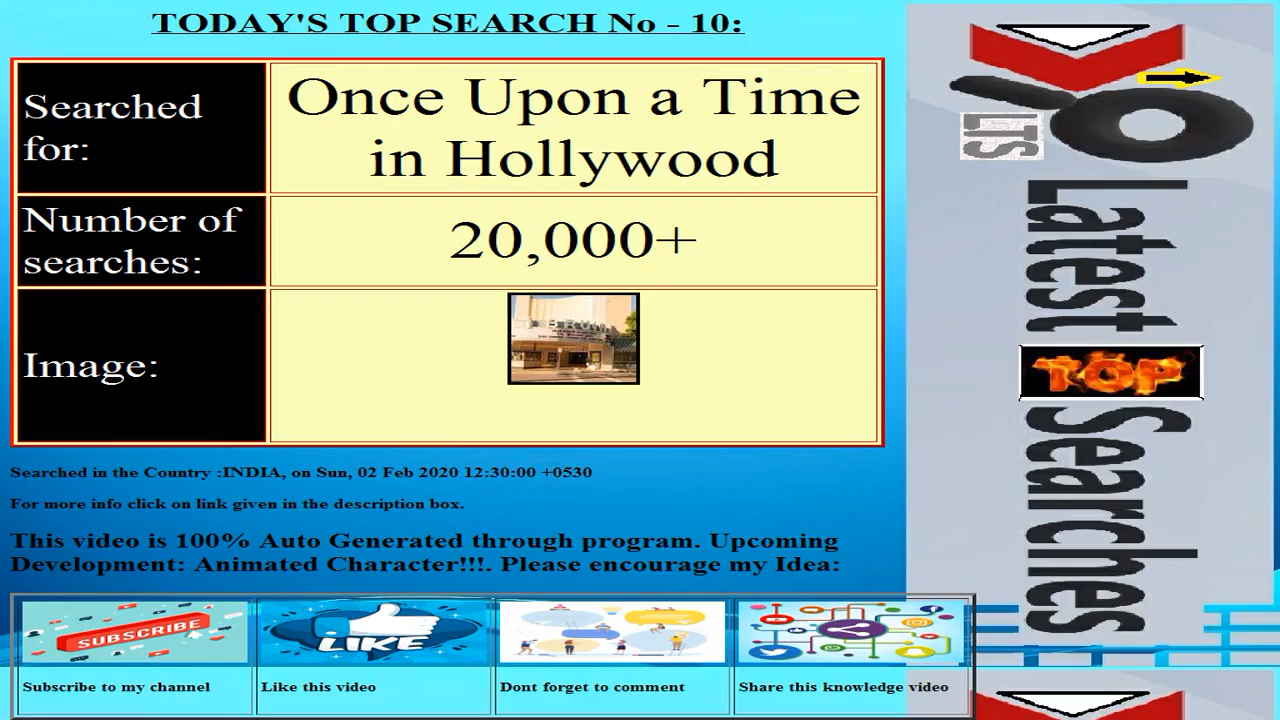 TODAY'S TOP SEARCH No - 10:
Searched
for:
Once Upon a Time
in Hollywood
Number of
searches:
20,000+
Image:
Searched in the Country :INDIA, on Sun, 02 Feb 2020 12:30:00 +0530
For more info click on link given in the description box.
This video is 100% Auto Generated through program. Upcoming
Development: Animated Character!!!. Please encourage my Idea:
SUBSCRIBE
LIKE
Subscribe to my channel
Like this video
Dont forget to comment
Share this knowledge video
LTS
Latest
TOP
Searches